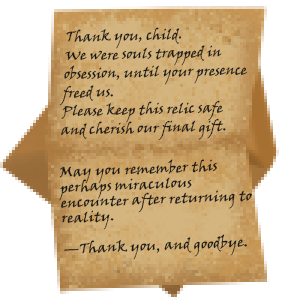 Thank you, child.
We were souls trapped in
obsession, until your presence
freed us.
Please keep this relic safe
and cherish our final gift.
May you remember this
perhaps miraculous
encounter after returning to
reality.
—Thank you, and goodbye.